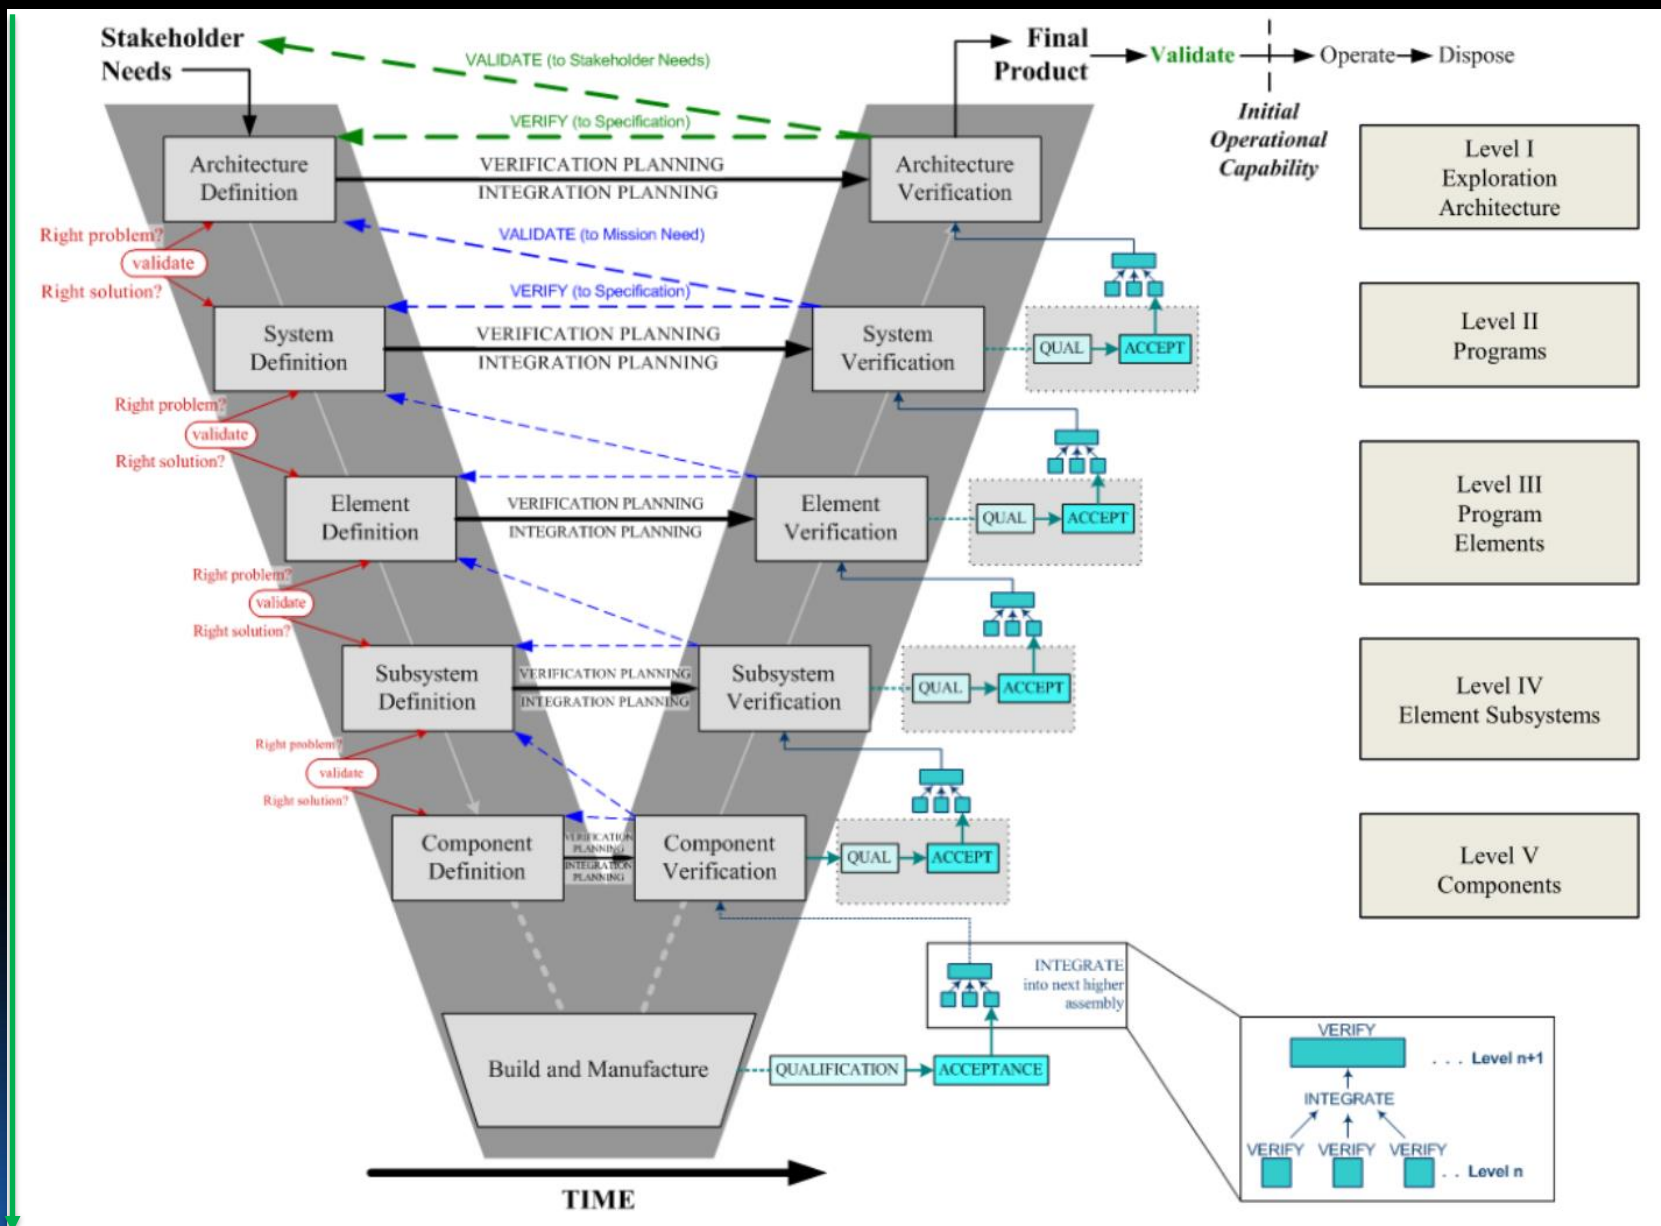 Stakeholder
Needs
VALIDATE (to Stakeholder Needs)
Final
Product
Validate
Operate
Dispose
Initial
Operational
Capability
VERIFY (to Specification)
Architecture
Definition
VERIFICATION PLANNING
INTEGRATION PLANNING
Architecture
Verification
Level I
Exploration
Architecture
Right problem?
validate
Right solution?
VALIDATE (to Mission Need)
VERIFY (to Specification)
System
Definition
VERIFICATION PLANNING
INTEGRATION PLANNING
System
Verification
QUAL
ACCEPT
Level II
Programs
Right problem?
validate
Right solution?
Element
Definition
VERIFICATION PLANNING
INTEGRATION PLANNING
Element
Verification
QUAL
ACCEPT
Level III
Program
Elements
Right problem?
validate
Right solution?
Subsystem
Definition
VERIFICATION PLANNING
INTEGRATION PLANNING
Subsystem
Verification
QUAL
ACCEPT
Level IV
Element Subsystems
Right problem?
validate
Right solution?
Component
Definition
VERIFICATION
PLANNING
INTEGRATION
PLANNING
Component
Verification
QUAL
ACCEPT
Level V
Components
INTEGRATE
into next higher
assembly
Build and Manufacture
QUALIFICATION
ACCEPTANCE
VERIFY
. . . Level n+1
INTEGRATE
VERIFY VERIFY VERIFY
. . Level n
TIME